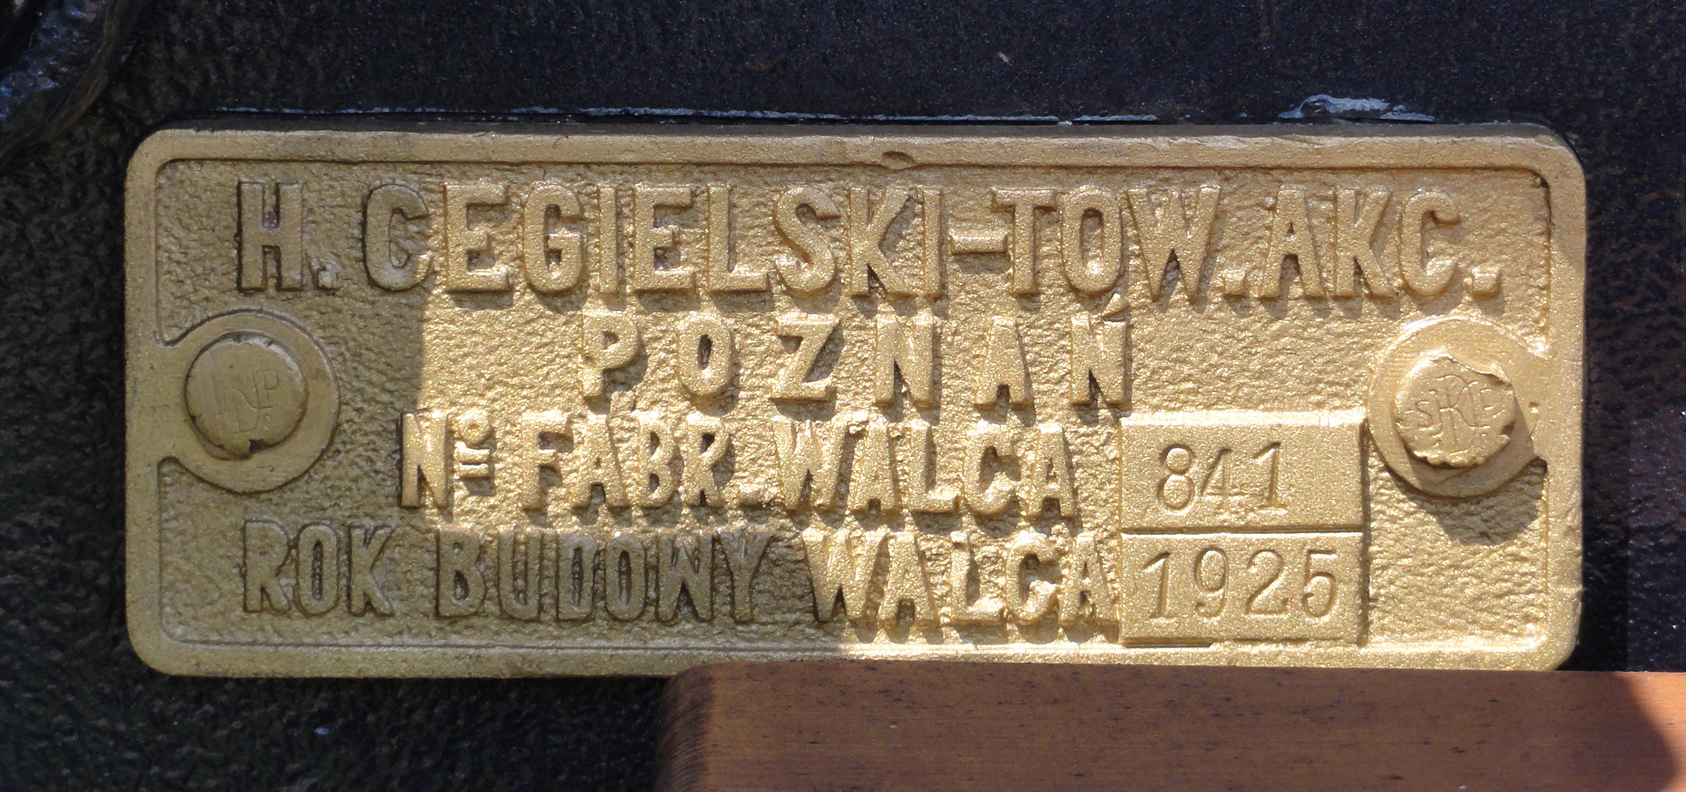 H. CEGIELSKI-TOW. AKC.
POZNAŃ
Nº FABR. WALCA 841
ROK BUDOWY WALCA 1925